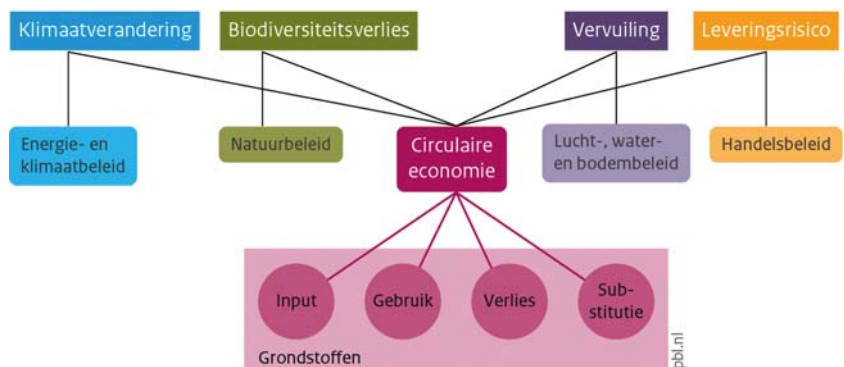 Klimaatverandering
Biodiversiteitsverlies
Vervuiling
Leveringsrisico
Energie- en
klimaatbeleid
Natuurbeleid
Circulaire
economie
Lucht-, water-
en bodembeleid
Handelsbeleid
Input
Gebruik
Verlies
Sub-
stitutie
Grondstoffen
pbl.nl